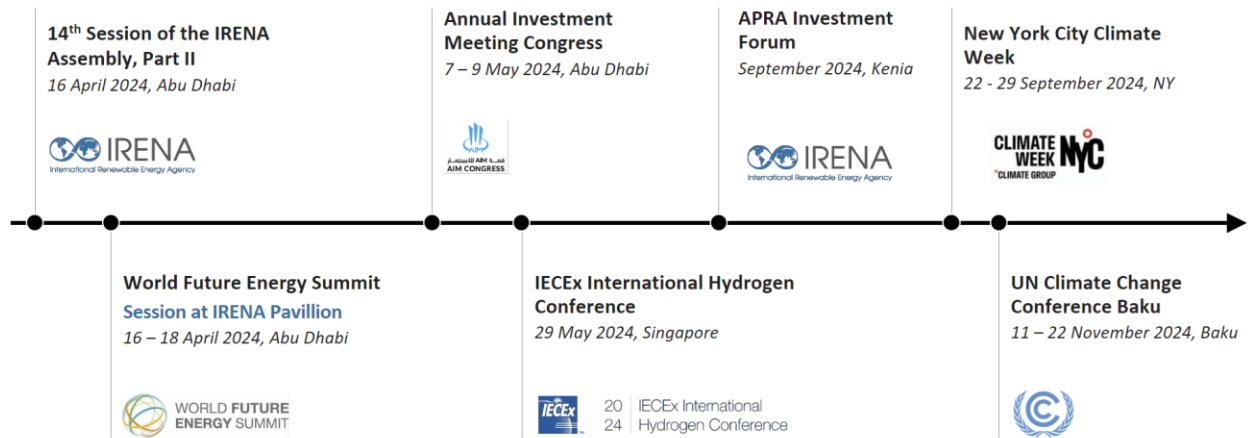 14th Session of the IRENA
Assembly, Part II
16 April 2024, Abu Dhabi
IRENA
International Renewable Energy Agency
Annual Investment
Meeting Congress
7 – 9 May 2024, Abu Dhabi
AIM قمة AIM للاستثمار
AIM CONGRESS
APRA Investment
Forum
September 2024, Kenia
IRENA
International Renewable Energy Agency
New York City Climate
Week
22 - 29 September 2024, NY
CLIMATE
WEEK NYC
°CLIMATE GROUP
World Future Energy Summit
Session at IRENA Pavillion
16 – 18 April 2024, Abu Dhabi
WORLD FUTURE
ENERGY SUMMIT
IECEx International Hydrogen
Conference
29 May 2024, Singapore
IECEx
20 IECEx International
24 Hydrogen Conference
UN Climate Change
Conference Baku
11 – 22 November 2024, Baku